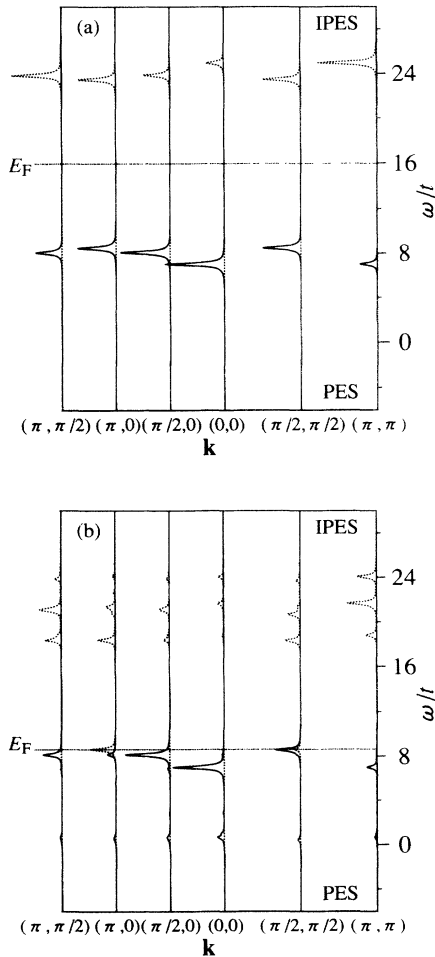 (a)
IPES
24
E_F
16
ω/t
8
0
PES
(π,π/2) (π,0) (π/2,0) (0,0) (π/2,π/2) (π,π)
k
(b)
IPES
24
16
ω/t
E_F
8
0
PES
(π,π/2) (π,0) (π/2,0) (0,0) (π/2,π/2) (π,π)
k